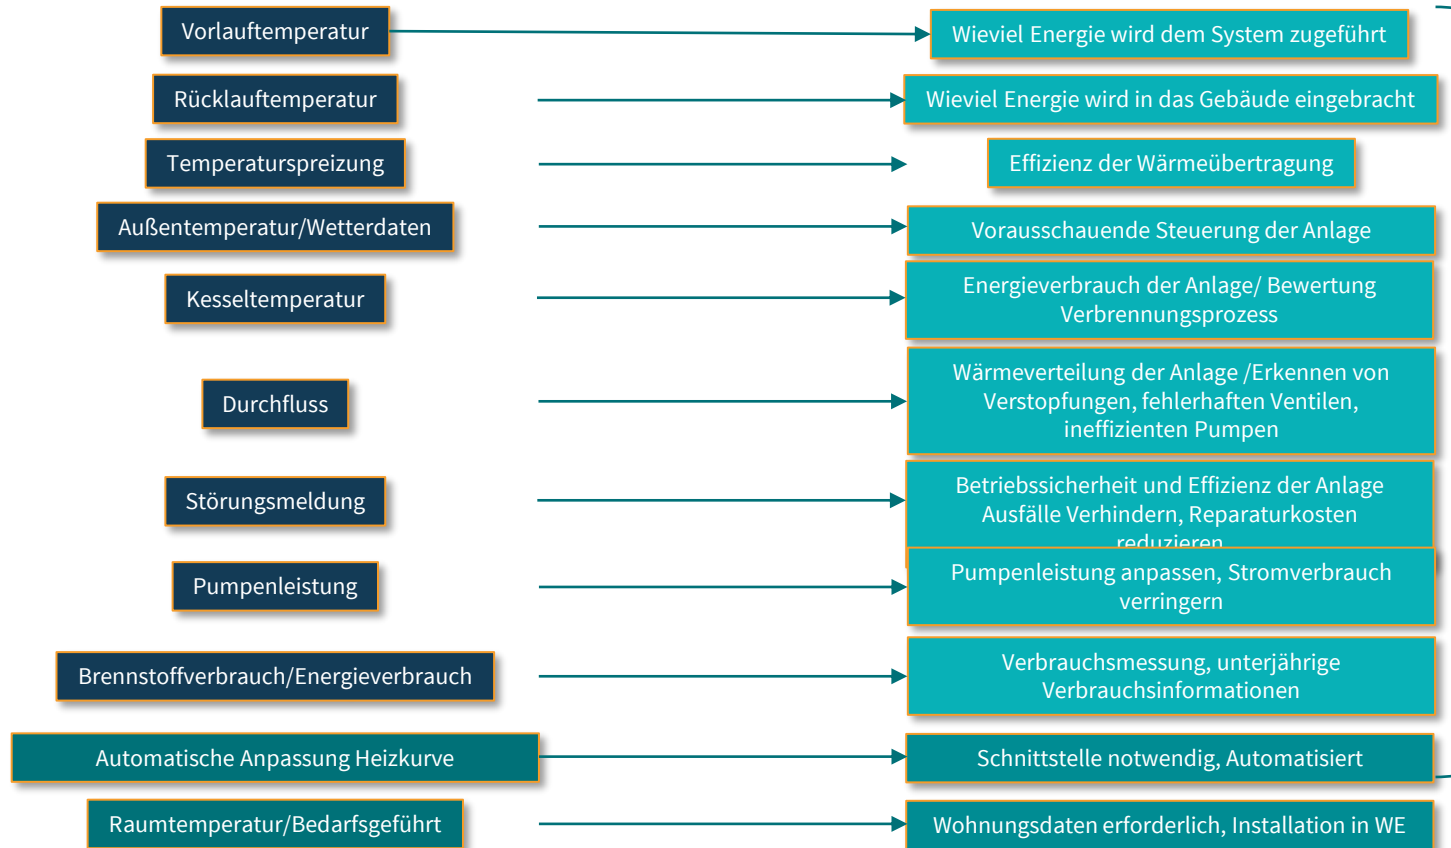 Vorlauftemperatur
Wieviel Energie wird dem System zugeführt
Rücklauftemperatur
Wieviel Energie wird in das Gebäude eingebracht
Temperaturspreizung
Effizienz der Wärmeübertragung
Außentemperatur/Wetterdaten
Vorausschauende Steuerung der Anlage
Kesseltemperatur
Energieverbrauch der Anlage/ Bewertung
Verbrennungsprozess
Durchfluss
Wärmeverteilung der Anlage /Erkennen von
Verstopfungen, fehlerhaften Ventilen,
ineffizienten Pumpen
Störungsmeldung
Betriebssicherheit und Effizienz der Anlage
Ausfälle Verhindern, Reparaturkosten
reduzieren
Pumpenleistung
Pumpenleistung anpassen, Stromverbrauch
verringern
Brennstoffverbrauch/Energieverbrauch
Verbrauchsmessung, unterjährige
Verbrauchsinformationen
Automatische Anpassung Heizkurve
Schnittstelle notwendig, Automatisiert
Raumtemperatur/Bedarfsgeführt
Wohnungsdaten erforderlich, Installation in WE